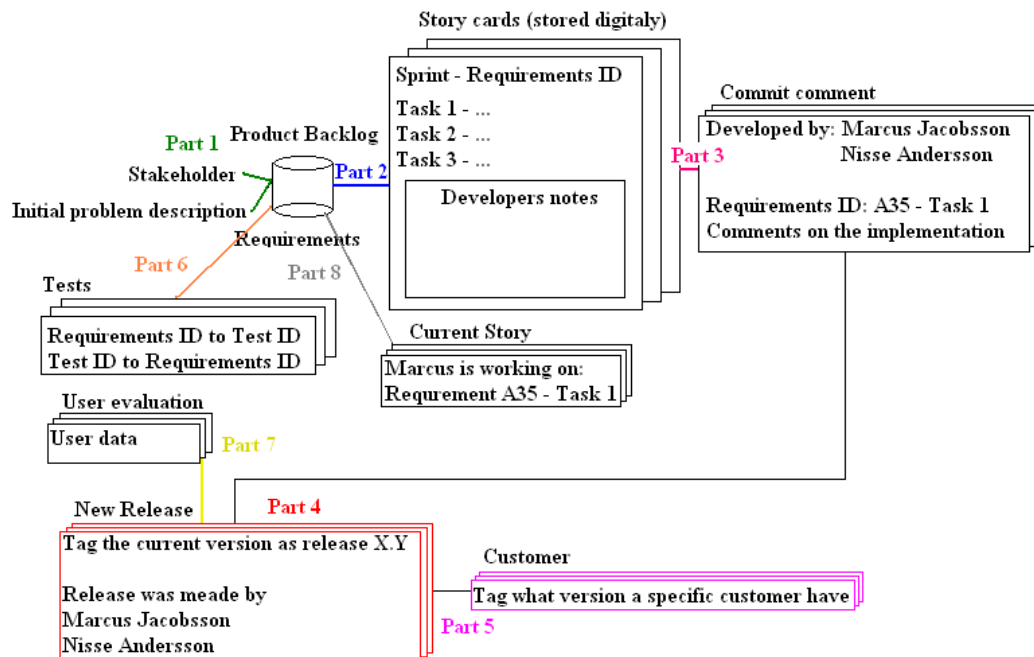 Story cards (stored digitaly)
Sprint - Requirements ID
Task 1 - ...
Task 2 - ...
Task 3 - ...
Developers notes
Commit comment
Developed by: Marcus Jacobsson
Nisse Andersson
Requirements ID: A35 - Task 1
Comments on the implementation
Part 3
Product Backlog
Part 1
Part 2
Stakeholder
Initial problem description
Requirements
Part 6
Part 8
Tests
Requirements ID to Test ID
Test ID to Requirements ID
Current Story
Marcus is working on:
Requrement A35 - Task 1
User evaluation
User data
Part 7
New Release
Part 4
Tag the current version as release X.Y
Release was meade by
Marcus Jacobsson
Nisse Andersson
Customer
Tag what version a specific customer have
Part 5